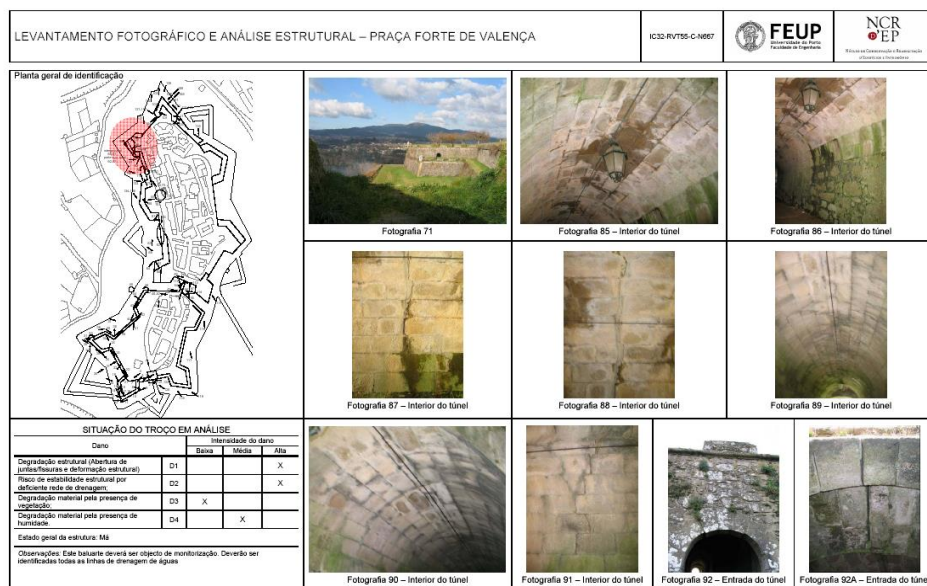 LEVANTAMENTO FOTOGRÁFICO E ANÁLISE ESTRUTURAL – PRAÇA FORTE DE VALENÇA
IC32-RVT55-C-N667
FEUP
Universidade do Porto
Faculdade de Engenharia
NCR
D'EP
Planta geral de identificação
Fotografia 71
Fotografia 85 – Interior do túnel
Fotografia 86 – Interior do túnel
Fotografia 87 – Interior do túnel
Fotografia 88 – Interior do túnel
Fotografia 89 – Interior do túnel
SITUAÇÃO DO TROÇO EM ANÁLISE
Dano
Intensidade do dano
Baixa Média Alta
Degradação estrutural (Abertura de
juntas/fissuras e deformação estrutural) D1 X
Risco de estabilidade estrutural por
deficiente rede de drenagem; D2 X
Degradação material pela presença de
vegetação; D3 X
Degradação material pela presença de
humidade. D4 X
Estado geral da estrutura: Má
Observações: Este baluarte deverá ser objecto de monitorização. Deverão ser
identificadas todas as linhas de drenagem de águas
Fotografia 90 – Interior do túnel
Fotografia 91 – Interior do túnel
Fotografia 92 – Entrada do túnel
Fotografia 92A – Entrada do túnel